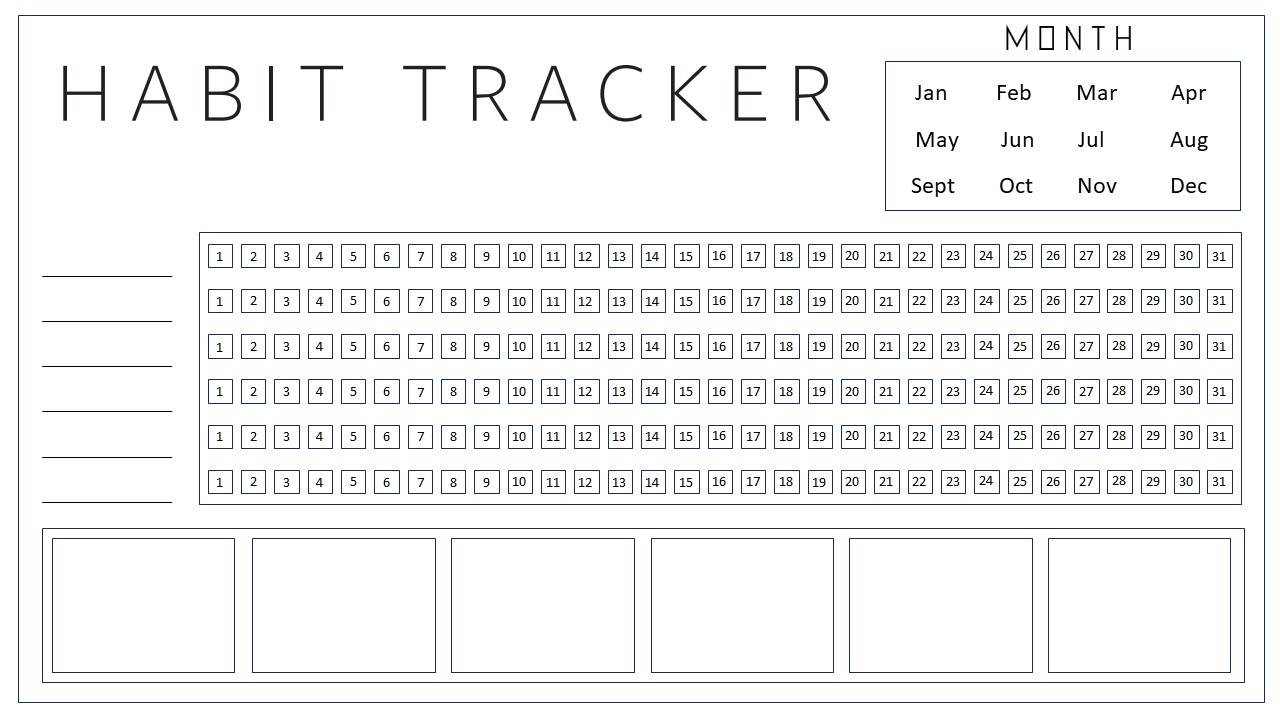 MONTH
HABIT TRACKER
Jan Feb Mar Apr
May Jun Jul Aug
Sept Oct Nov Dec
1 2 3 4 5 6 7 8 9 10 11 12 13 14 15 16 17 18 19 20 21 22 23 24 25 26 27 28 29 30 31
1 2 3 4 5 6 7 8 9 10 11 12 13 14 15 16 17 18 19 20 21 22 23 24 25 26 27 28 29 30 31
1 2 3 4 5 6 7 8 9 10 11 12 13 14 15 16 17 18 19 20 21 22 23 24 25 26 27 28 29 30 31
1 2 3 4 5 6 7 8 9 10 11 12 13 14 15 16 17 18 19 20 21 22 23 24 25 26 27 28 29 30 31
1 2 3 4 5 6 7 8 9 10 11 12 13 14 15 16 17 18 19 20 21 22 23 24 25 26 27 28 29 30 31
1 2 3 4 5 6 7 8 9 10 11 12 13 14 15 16 17 18 19 20 21 22 23 24 25 26 27 28 29 30 31